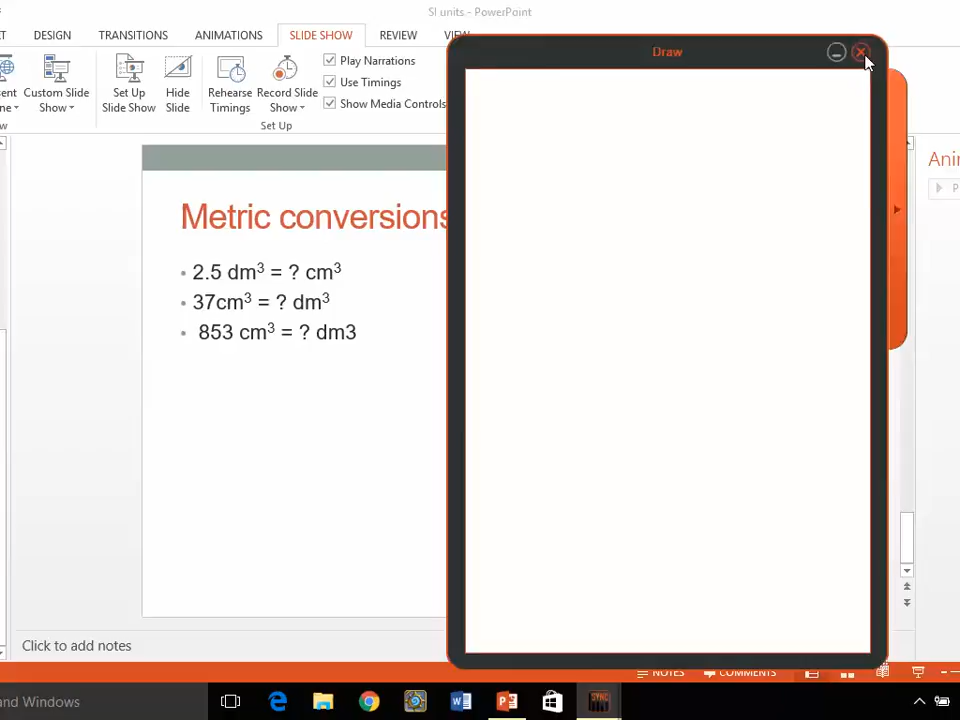 SI units - PowerPoint
DESIGN TRANSITIONS ANIMATIONS SLIDE SHOW REVIEW
Custom Slide Show
Set Up Slide Show
Hide Slide
Rehearse Timings
Record Slide Show
Play Narrations
Use Timings
Show Media Controls
Set Up
Draw
Metric conversions
• 2.5 dm³ = ? cm³
• 37cm³ = ? dm³
• 853 cm³ = ? dm3
Click to add notes
NOTES COMMENTS
and Windows
SYNC